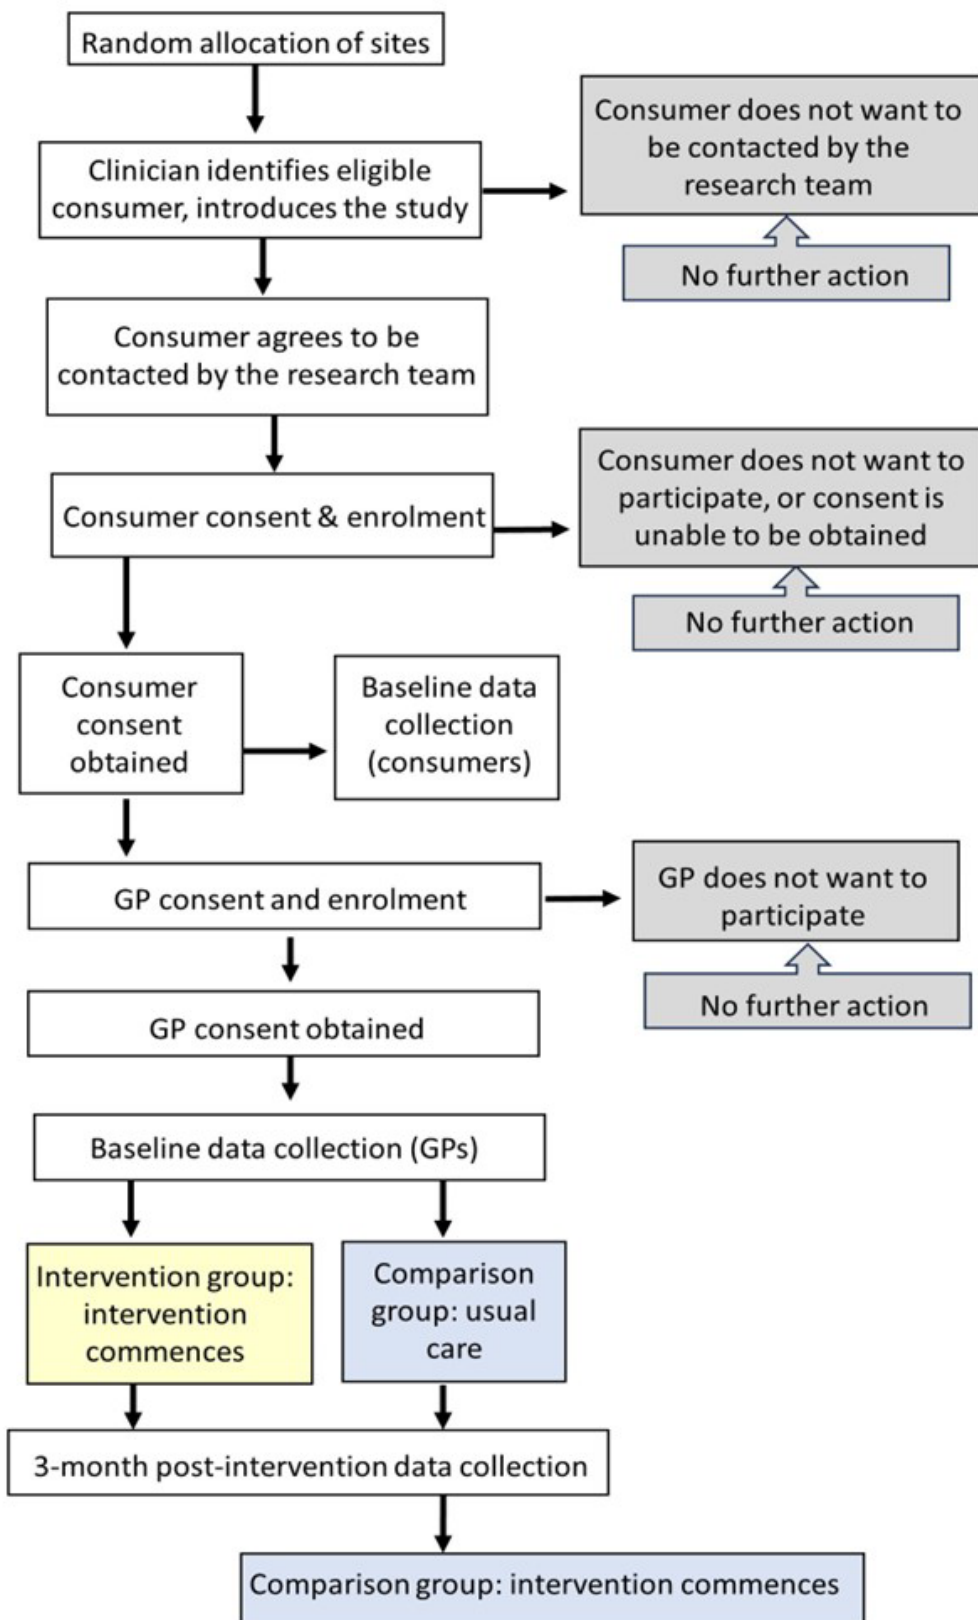 Random allocation of sites
Clinician identifies eligible
consumer, introduces the study
Consumer does not want to
be contacted by the
research team
No further action
Consumer agrees to be
contacted by the research team
Consumer consent & enrolment
Consumer does not want to
participate, or consent is
unable to be obtained
No further action
Consumer
consent
obtained
Baseline data
collection
(consumers)
GP consent and enrolment
GP does not want to
participate
No further action
GP consent obtained
Baseline data collection (GPs)
Intervention group:
intervention
commences
Comparison
group: usual
care
3-month post-intervention data collection
Comparison group: intervention commences